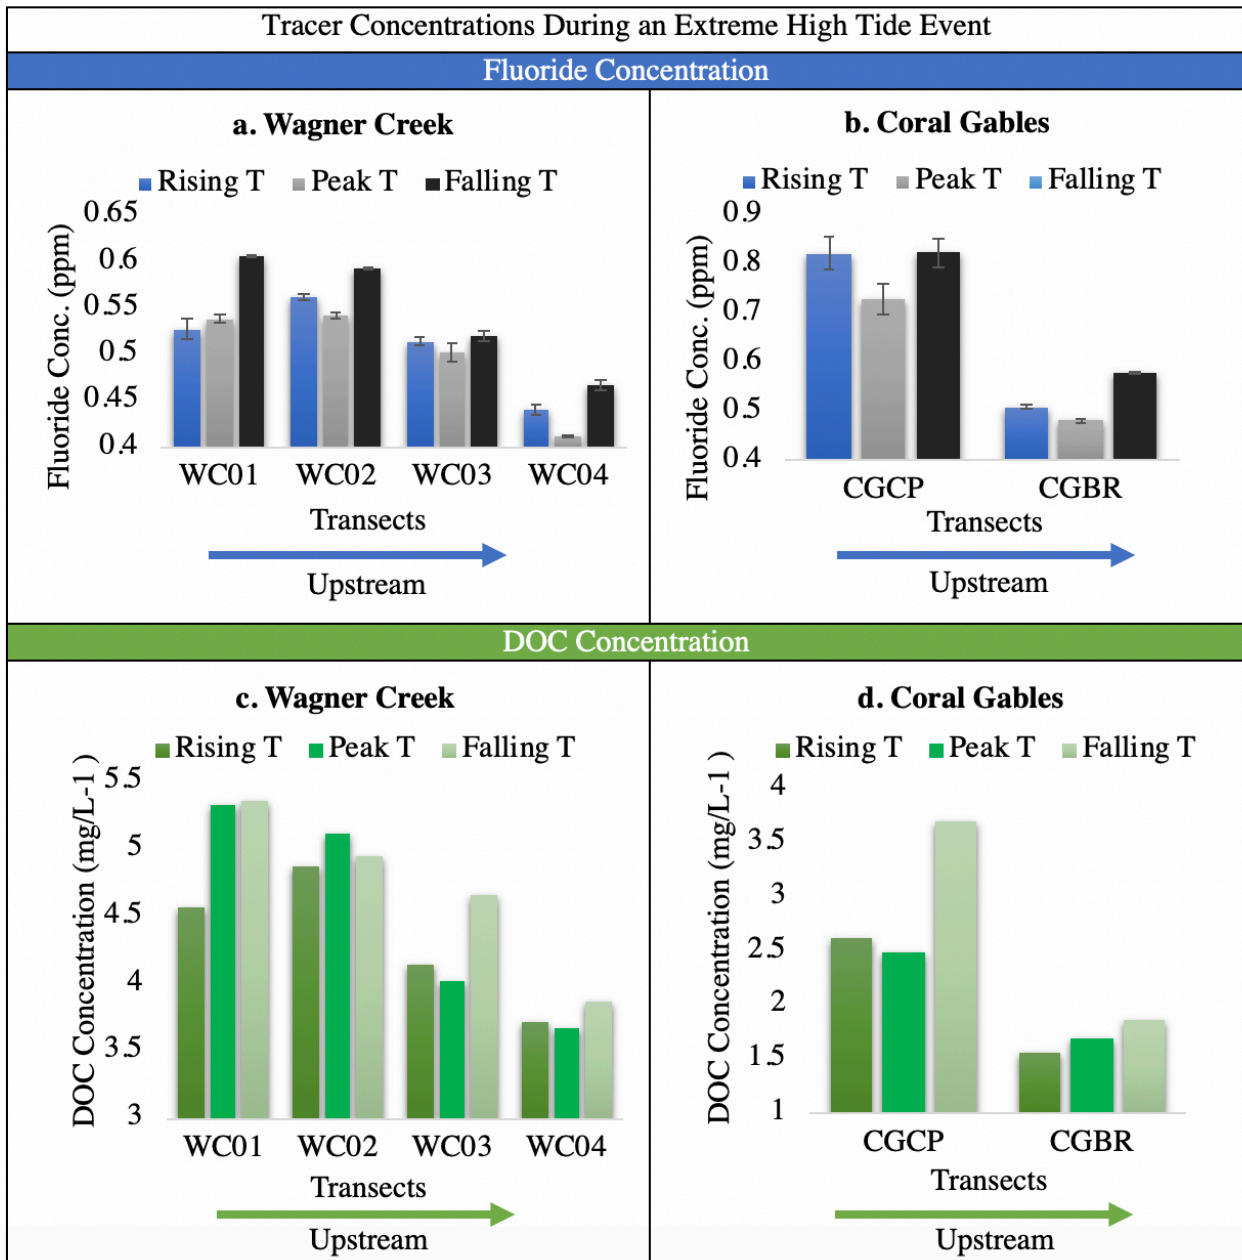 Tracer Concentrations During an Extreme High Tide Event
Fluoride Concentration
a. Wagner Creek
Rising T Peak T Falling T
Fluoride Conc. (ppm)
0.65
0.6
0.55
0.5
0.45
0.4
WC01 WC02 WC03 WC04
Transects
Upstream
b. Coral Gables
Rising T Peak T Falling T
Fluoride Conc. (ppm)
0.9
0.8
0.7
0.6
0.5
0.4
CGCP CGBR
Transects
Upstream
DOC Concentration
c. Wagner Creek
Rising T Peak T Falling T
DOC Concentration (mg/L-1)
5.5
5
4.5
4
3.5
3
WC01 WC02 WC03 WC04
Transects
Upstream
d. Coral Gables
Rising T Peak T Falling T
DOC Concentration (mg/L-1)
4
3.5
3
2.5
2
1.5
1
CGCP CGBR
Transects
Upstream